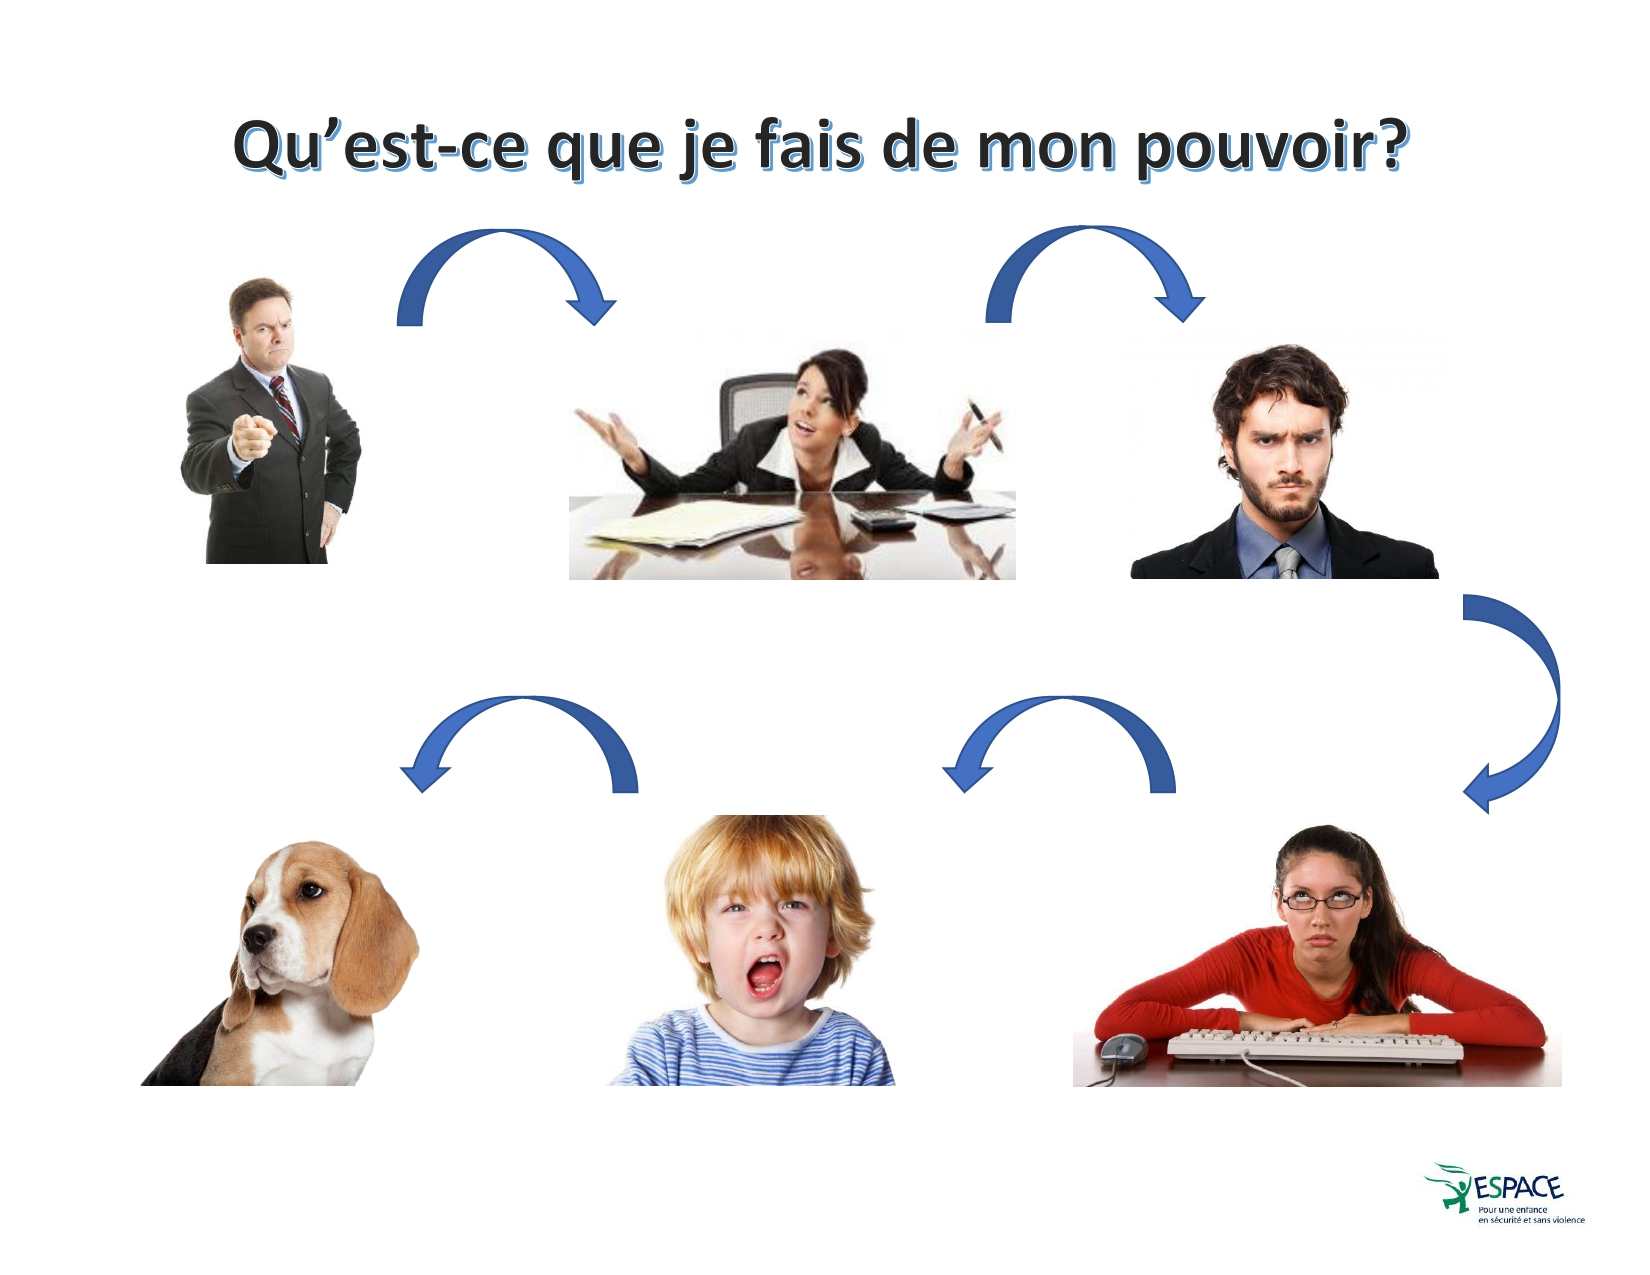 Qu’est-ce que je fais de mon pouvoir?
ESPACE
Pour une enfance
en sécurité et sans violence